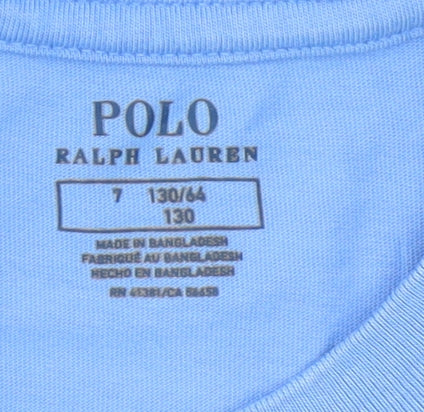 POLO
RALPH LAUREN
7 130/64
130
MADE IN BANGLADESH
FABRIQUÉ AU BANGLADESH
HECHO EN BANGLADESH
RN 41381/CA 56658